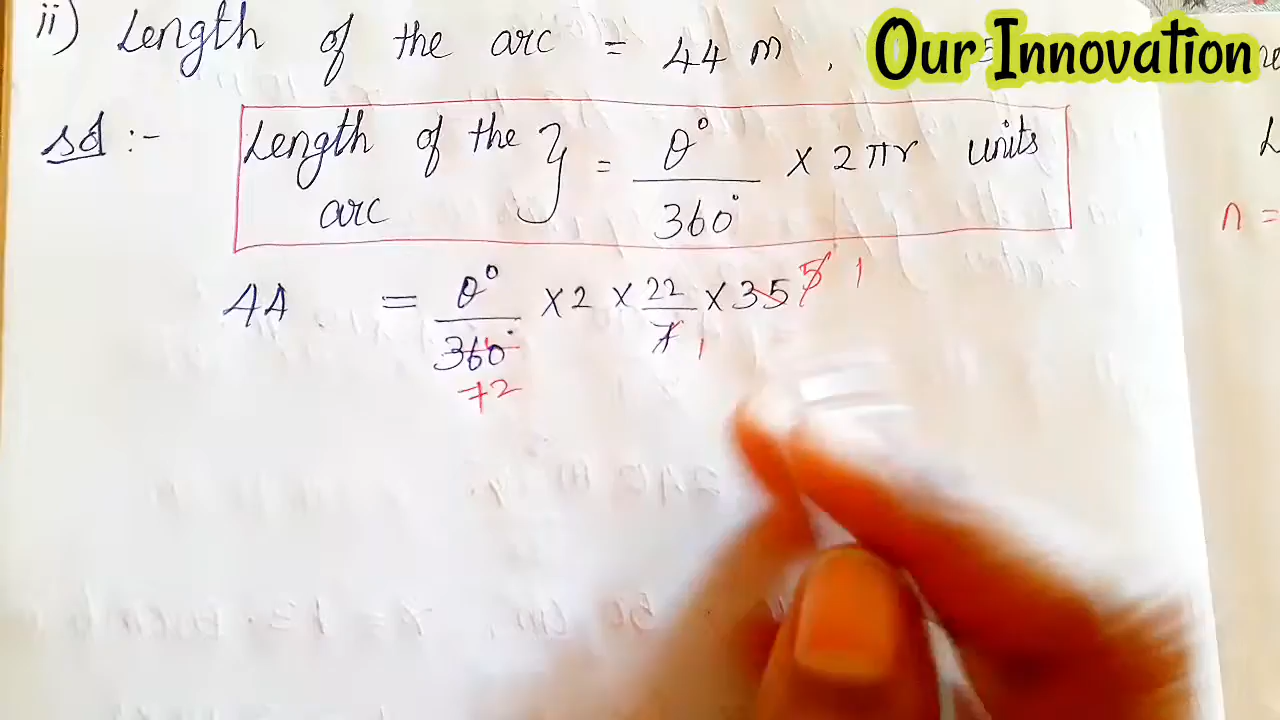 ii) Length of the arc = 44 m,
Our Innovation
Sol :-
Length of the arc } = θ° / 360° × 2πr units
n =
44 = θ° / 360° × 2 × 22 / 7 × 35 5 1
1
72